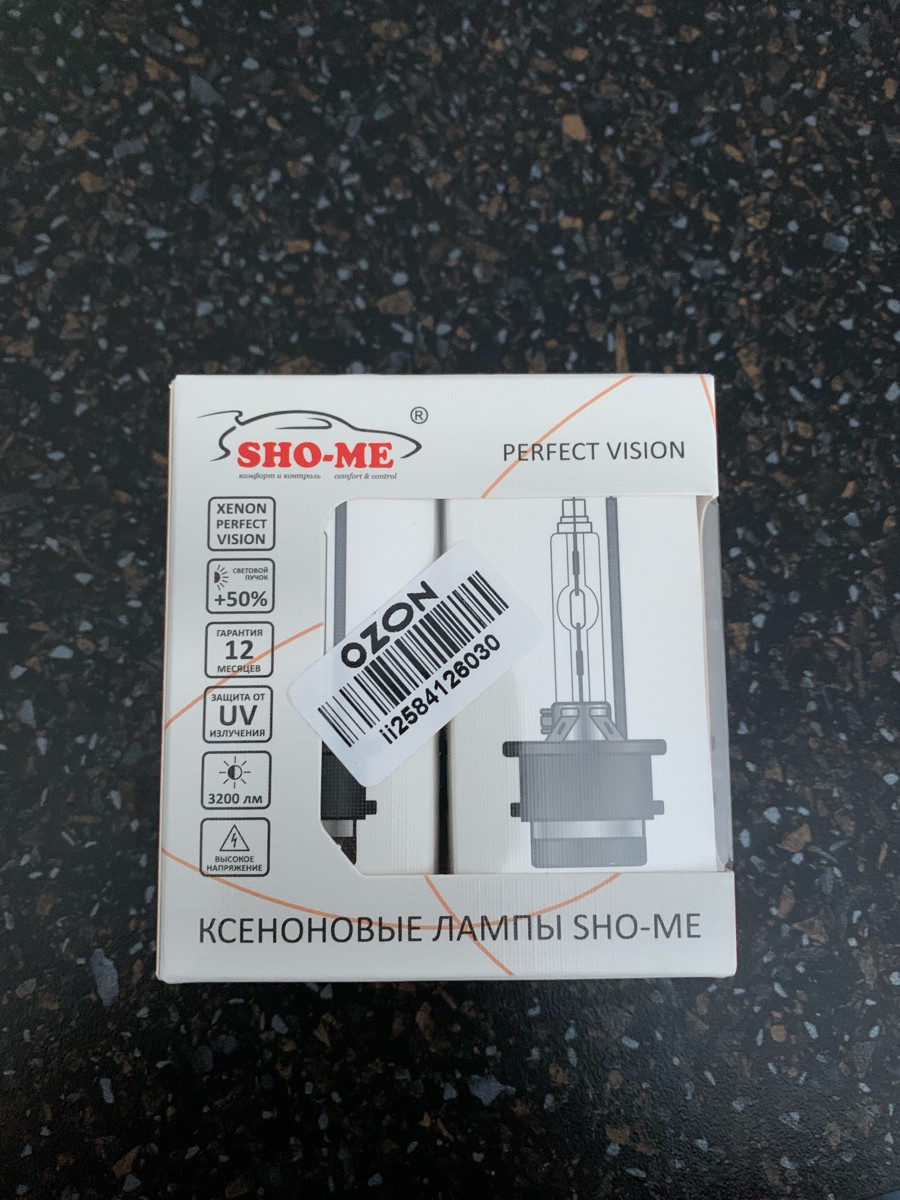 ®
SHO-ME
комфорт и контроль comfort & control
PERFECT VISION
XENON
PERFECT
VISION
СВЕТОВОЙ
ПУЧОК
+50%
ГАРАНТИЯ
12
МЕСЯЦЕВ
ЗАЩИТА ОТ
UV
ИЗЛУЧЕНИЯ
3200 лм
ВЫСОКОЕ
НАПРЯЖЕНИЕ
OZON
ii2584126030
КСЕНОНОВЫЕ ЛАМПЫ SHO-ME